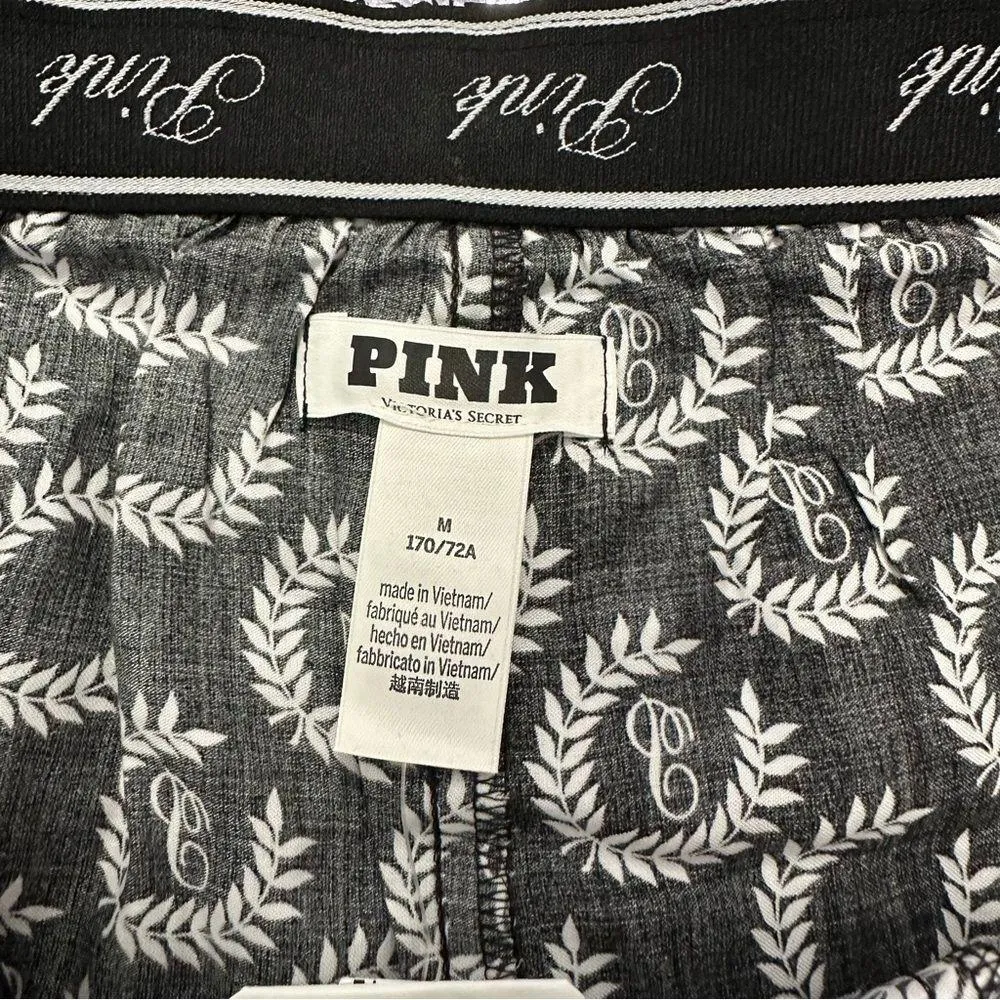 Pink Pink Pink
PINK
VICTORIA'S SECRET
M
170/72A
made in Vietnam/
fabriqué au Vietnam/
hecho en Vietnam/
fabbricato in Vietnam/
越南制造